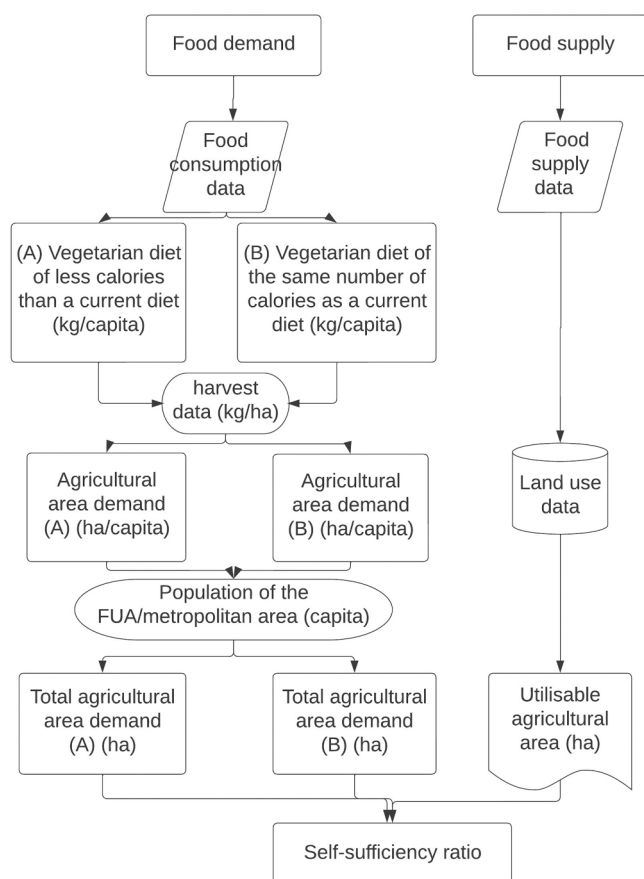 Food demand
Food supply
Food
consumption
data
Food
supply
data
(A) Vegetarian diet
of less calories
than a current diet
(kg/capita)
(B) Vegetarian diet of
the same number of
calories as a current
diet (kg/capita)
harvest
data (kg/ha)
Agricultural
area demand
(A) (ha/capita)
Agricultural
area demand
(B) (ha/capita)
Land use
data
Population of the
FUA/metropolitan area (capita)
Total agricultural
area demand
(A) (ha)
Total agricultural
area demand
(B) (ha)
Utilisable
agricultural
area (ha)
Self-sufficiency ratio